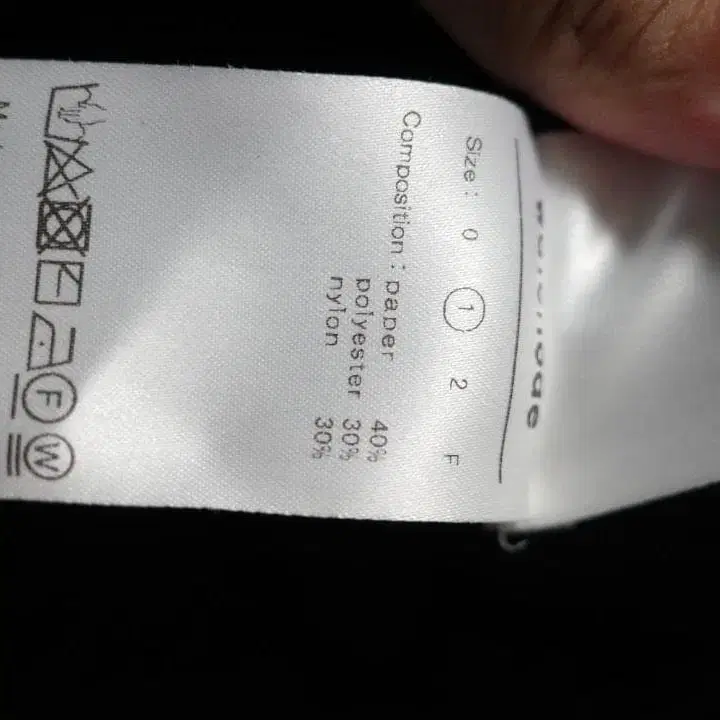 Size : 0 1 2 F
Composition : paper 40%
polyester 30%
nylon 30%
F W